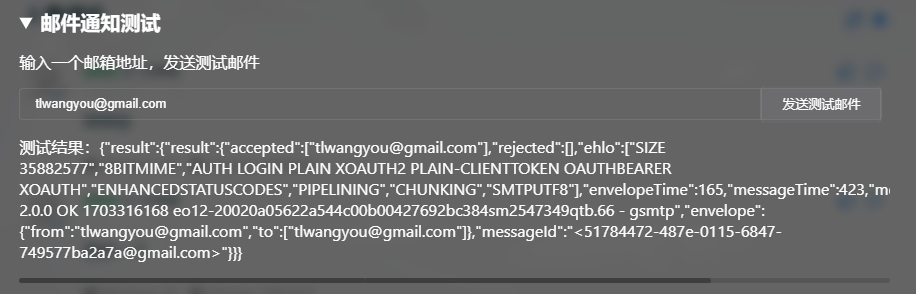 ▼ 邮件通知测试
输入一个邮箱地址，发送测试邮件
tlwangyou@gmail.com 发送测试邮件
测试结果：{"result":{"result":{"accepted":["tlwangyou@gmail.com"],"rejected":[],"ehlo":["SIZE
35882577","8BITMIME","AUTH LOGIN PLAIN XOAUTH2 PLAIN-CLIENTTOKEN OAUTHBEARER
XOAUTH","ENHANCEDSTATUSCODES","PIPELINING","CHUNKING","SMTPUTF8"],"envelopeTime":165,"messageTime":423,"me
2.0.0 OK 1703316168 eo12-20020a05622a544c00b00427692bc384sm2547349qtb.66 - gsmtp","envelope":
{"from":"tlwangyou@gmail.com","to":["tlwangyou@gmail.com"]},"messageId":"<51784472-487e-0115-6847-
749577ba2a7a@gmail.com>"}}}